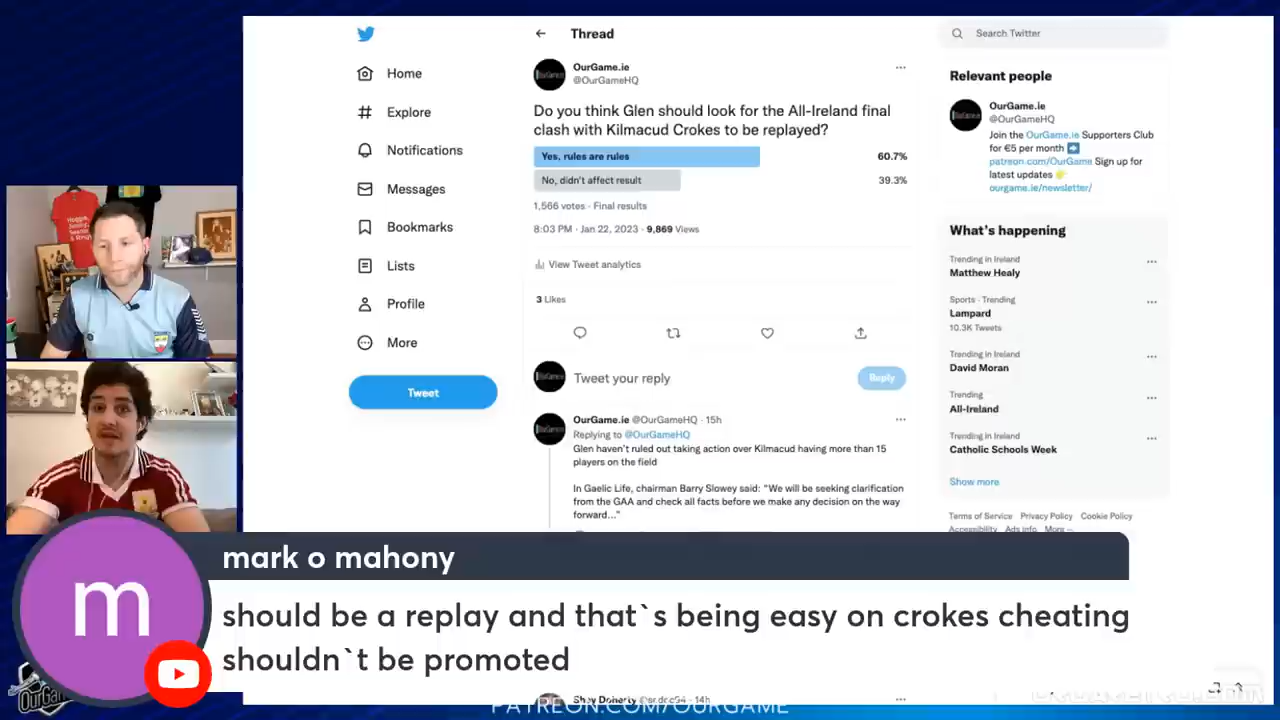 Thread
Search Twitter
Home
Explore
Notifications
Messages
Bookmarks
Lists
Profile
More
Tweet
OurGame.ie
@OurGameHQ
Do you think Glen should look for the All-Ireland final
clash with Kilmacud Crokes to be replayed?
Yes, rules are rules 60.7%
No, didn't affect result 39.3%
1,566 votes · Final results
8:03 PM · Jan 22, 2023 · 9,869 Views
View Tweet analytics
3 Likes
Tweet your reply
Reply
OurGame.ie @OurGameHQ · 15h
Replying to @OurGameHQ
Glen haven't ruled out taking action over Kilmacud having more than 15
players on the field
In Gaelic Life, chairman Barry Slowey said: "We will be seeking clarification
from the GAA and check all facts before we make any decision on the way
forward..."
Relevant people
OurGame.ie
@OurGameHQ
Join the OurGame.ie Supporters Club
for €5 per month
patreon.com/OurGame Sign up for
latest updates
ourgame.ie/newsletter/
What's happening
Trending in Ireland
Matthew Healy
Sports · Trending
Lampard
10.3K Tweets
Trending in Ireland
David Moran
Trending
All-Ireland
Trending in Ireland
Catholic Schools Week
Show more
Terms of Service Privacy Policy Cookie Policy
Accessibility Ads info More
m
mark o mahony
should be a replay and that`s being easy on crokes cheating
shouldn`t be promoted
Shay Doherty · 14h
PATREON.COM/OURGAME